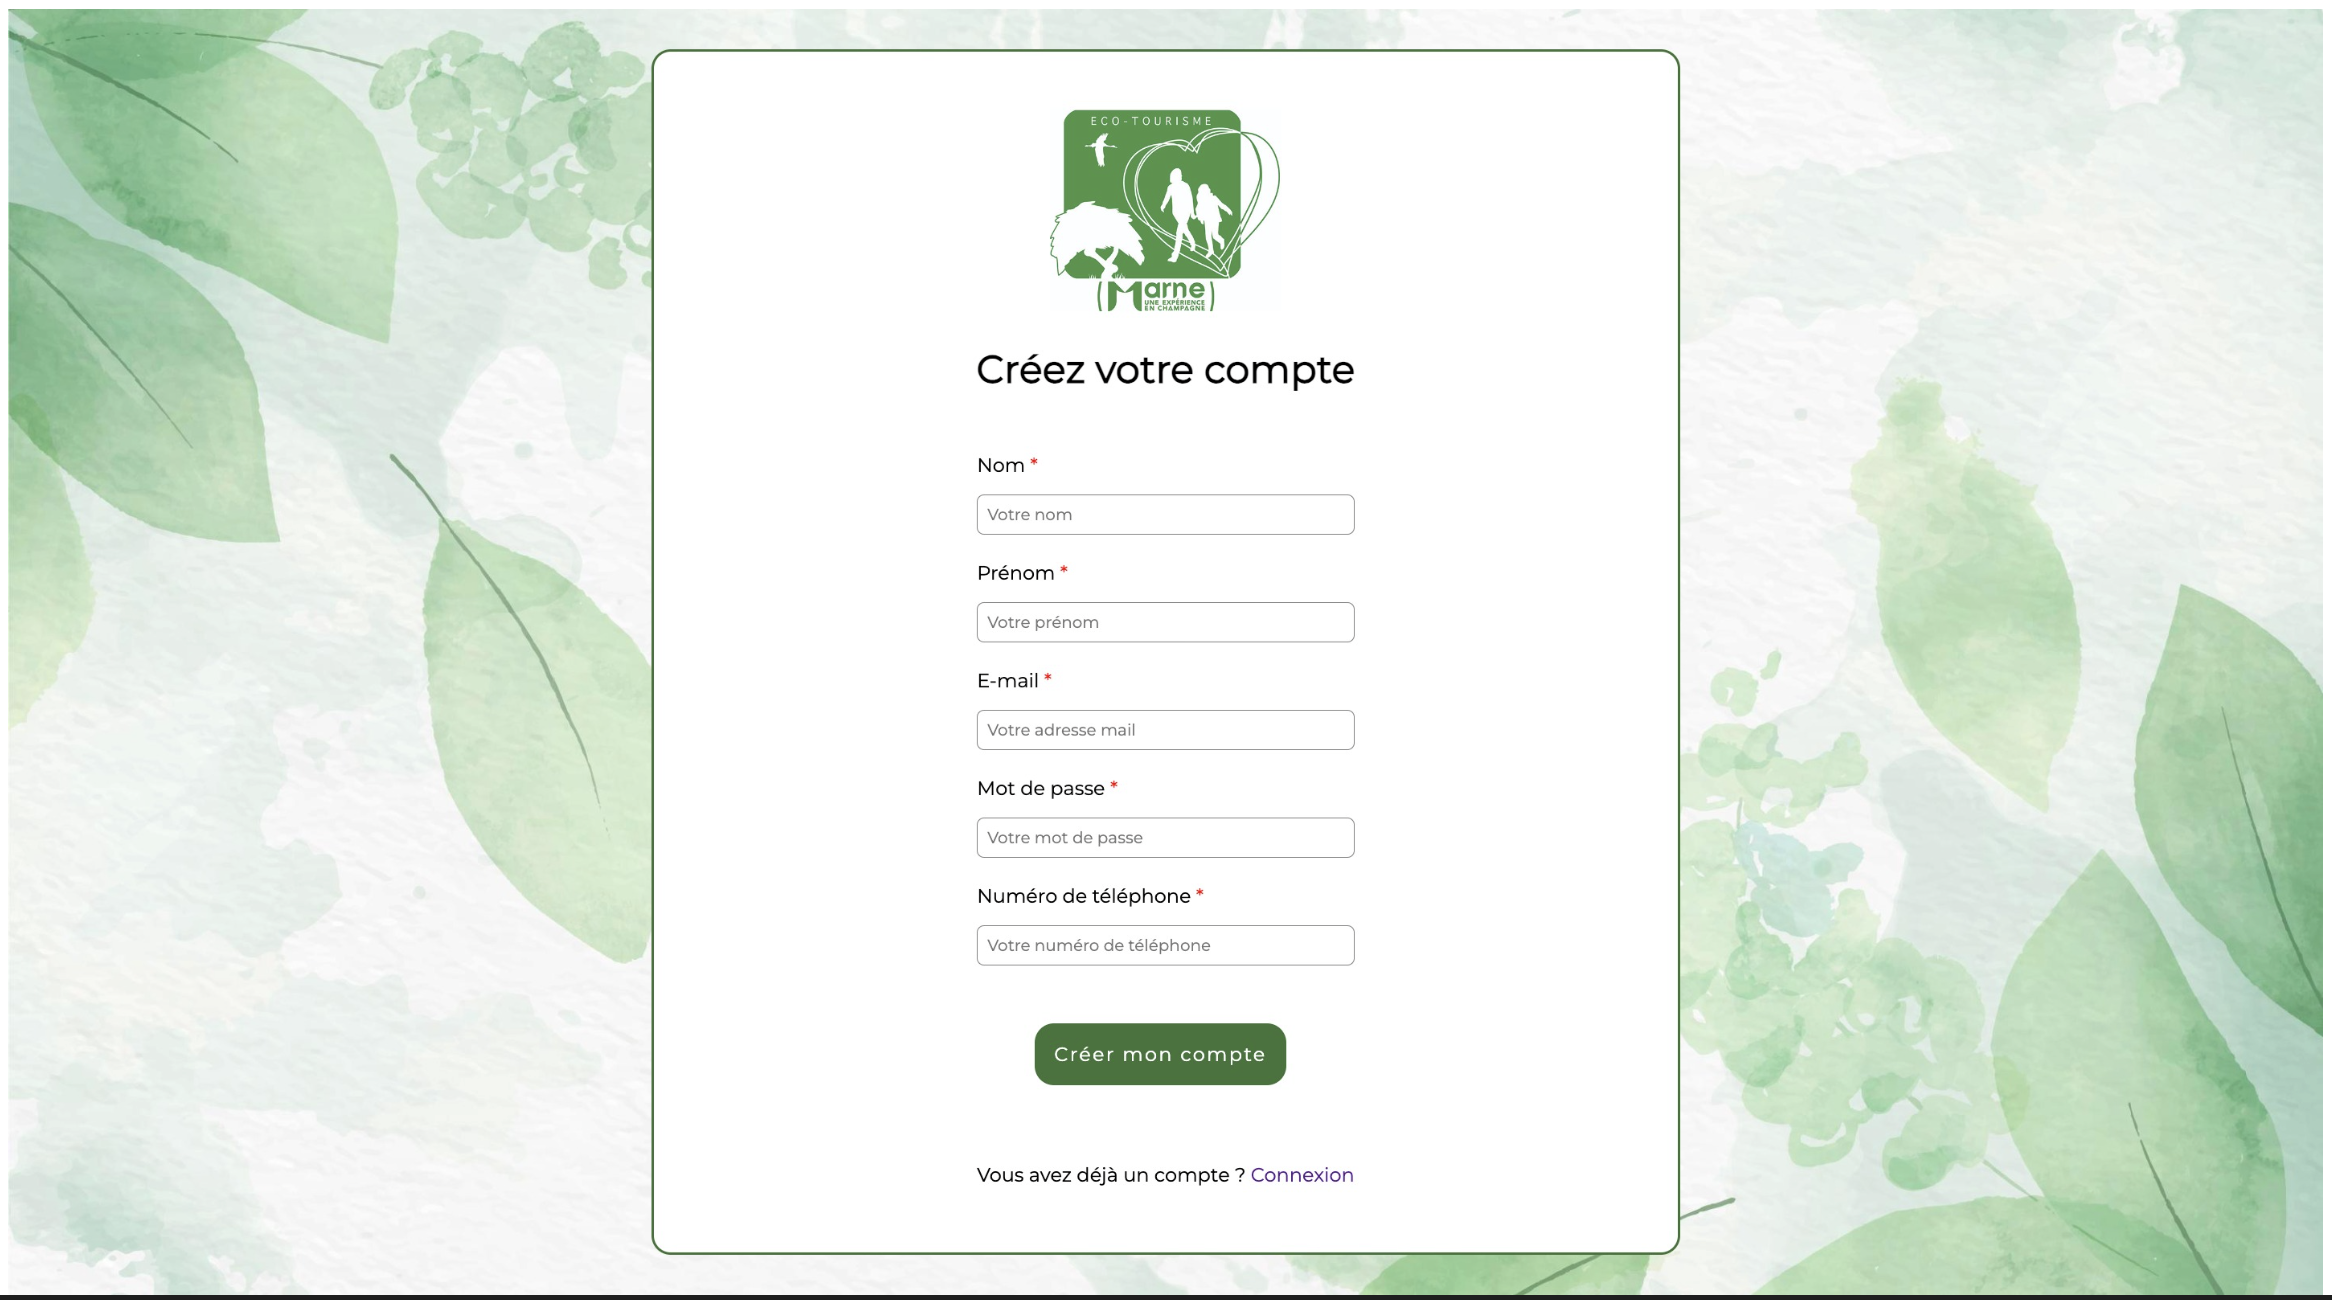 ECO-TOURISME
Marne
UNE EXPÉRIENCE
EN CHAMPAGNE
Créez votre compte
Nom *
Votre nom
Prénom *
Votre prénom
E-mail *
Votre adresse mail
Mot de passe *
Votre mot de passe
Numéro de téléphone *
Votre numéro de téléphone
Créer mon compte
Vous avez déjà un compte ? Connexion